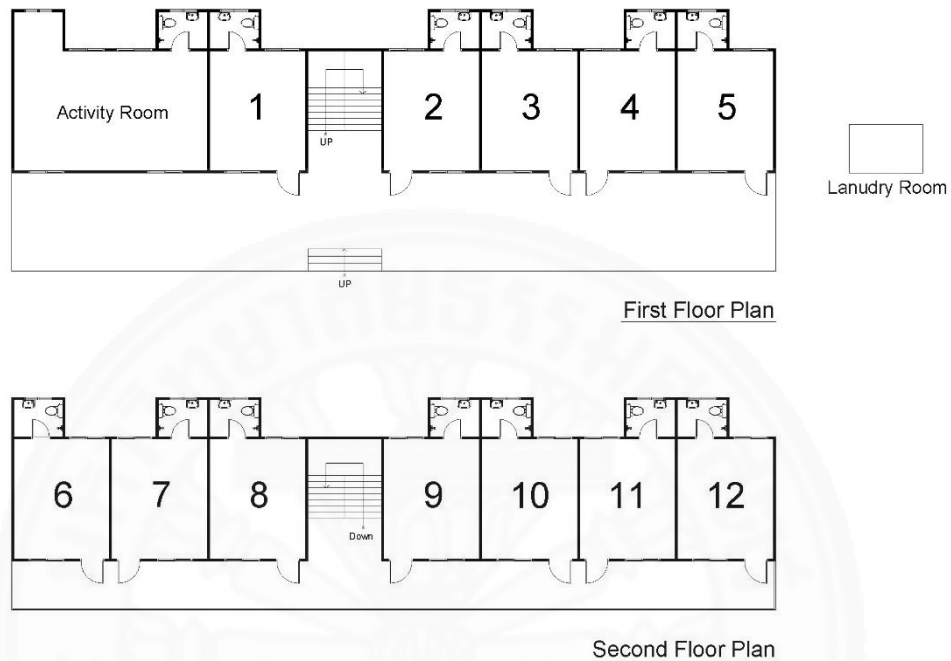 Activity Room
1
2
3
4
5
UP
UP
Lanudry Room
First Floor Plan
6
7
8
9
10
11
12
Down
Second Floor Plan